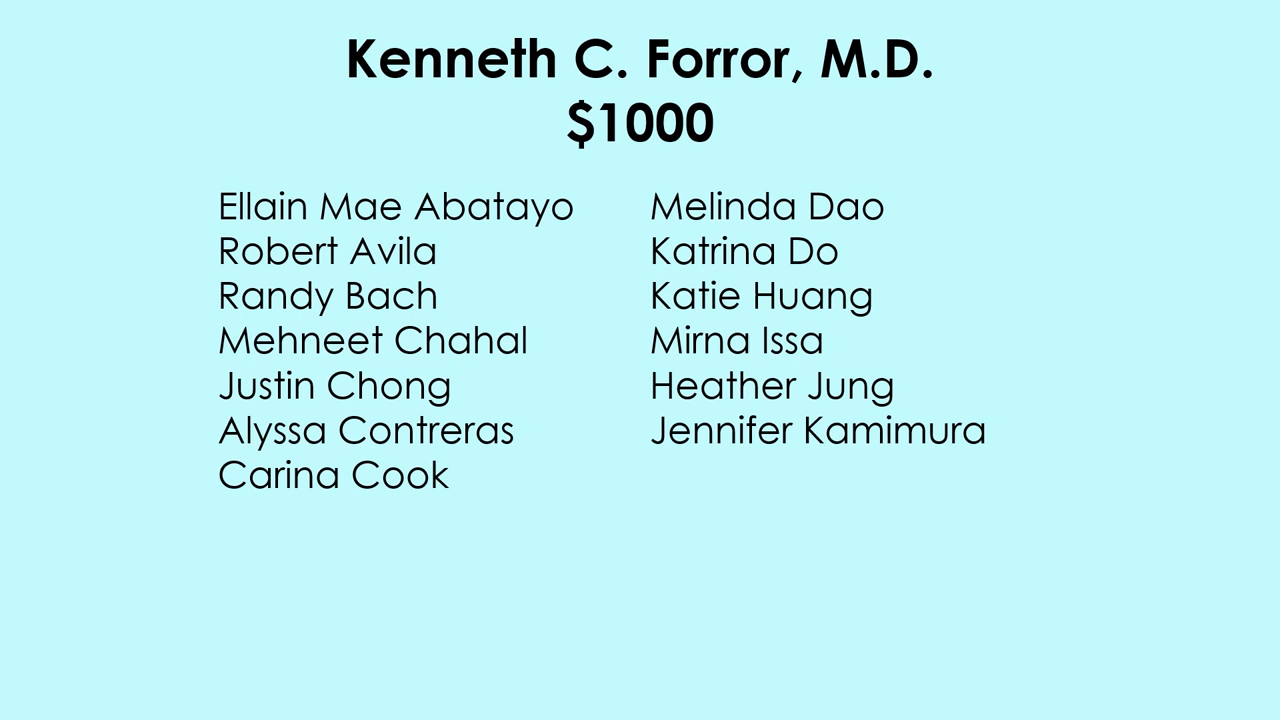 Kenneth C. Forror, M.D.
$1000
Ellain Mae Abatayo
Robert Avila
Randy Bach
Mehneet Chahal
Justin Chong
Alyssa Contreras
Carina Cook
Melinda Dao
Katrina Do
Katie Huang
Mirna Issa
Heather Jung
Jennifer Kamimura